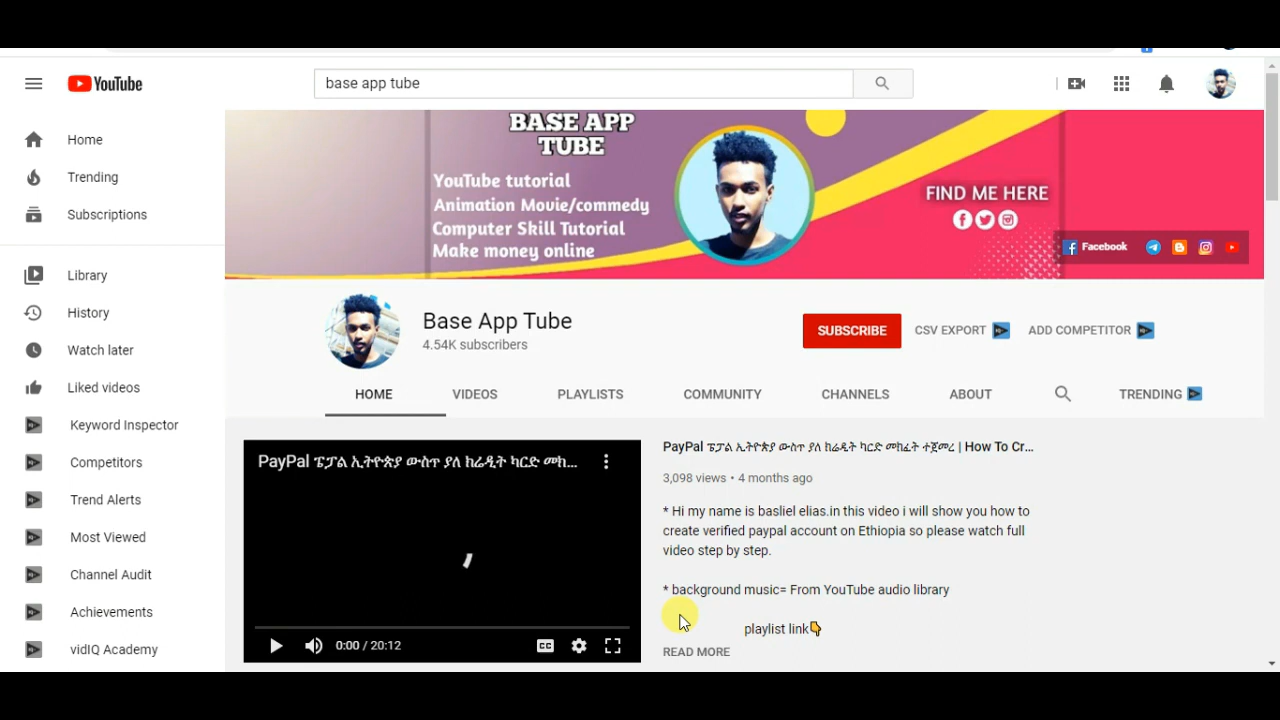 YouTube
base app tube
Home
Trending
Subscriptions
Library
History
Watch later
Liked videos
Keyword Inspector
Competitors
Trend Alerts
Most Viewed
Channel Audit
Achievements
vidIQ Academy
BASE APP
TUBE
YouTube tutorial
Animation Movie/commedy
Computer Skill Tutorial
Make money online
FIND ME HERE
Facebook
Base App Tube
4.54K subscribers
SUBSCRIBE
CSV EXPORT
ADD COMPETITOR
HOME
VIDEOS
PLAYLISTS
COMMUNITY
CHANNELS
ABOUT
TRENDING
PayPal ፔፓል ኢትዮጵያ ውስጥ ያለ ክሬዲት ካርድ መክ...
0:00 / 20:12
CC
PayPal ፔፓል ኢትዮጵያ ውስጥ ያለ ክሬዲት ካርድ መክፈት ተጀመረ | How To Cr...
3,098 views • 4 months ago
* Hi my name is basliel elias.in this video i will show you how to
create verified paypal account on Ethiopia so please watch full
video step by step.
* background music= From YouTube audio library
playlist link👇
READ MORE